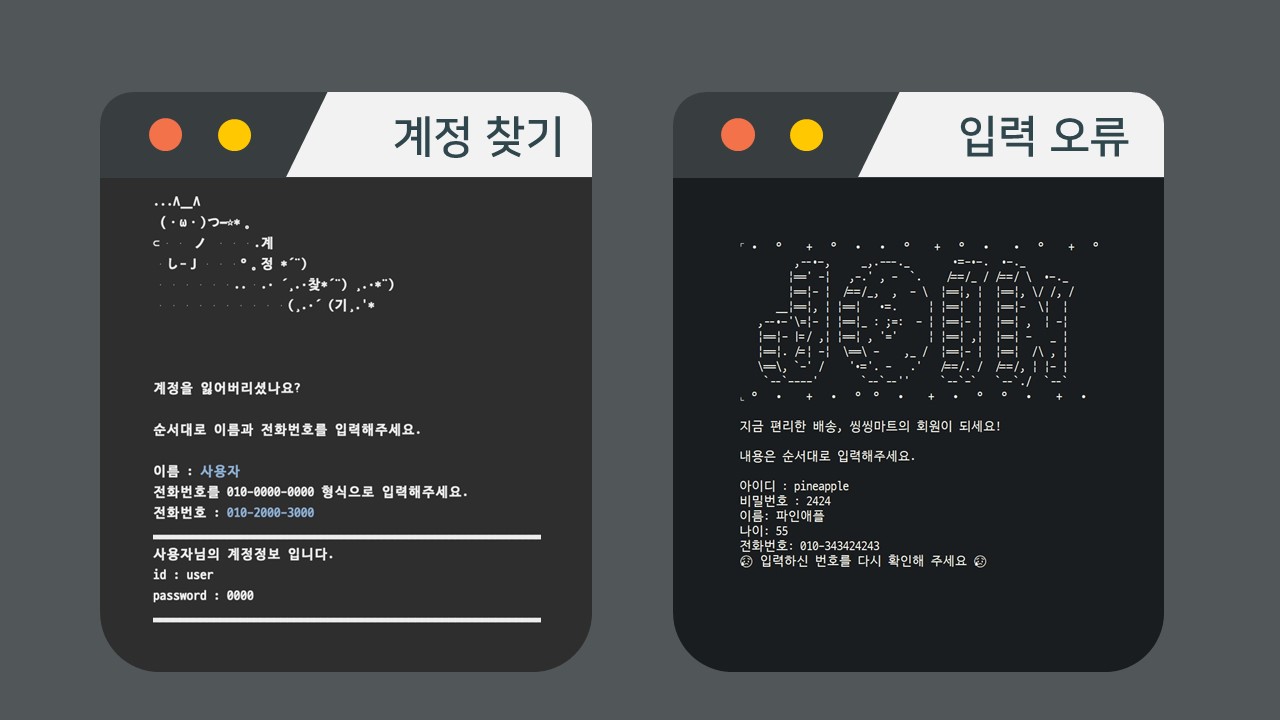 계정 찾기
...Λ__Λ
(・ω・)つ━☆*。
⊂　　ノ　　　.계
し-J　　　°。정 *´¨)
.. .· ´¸.·찾*´¨) ¸.·*¨)
(¸.·´ (기¸.'*
계정을 잃어버리셨나요?
순서대로 이름과 전화번호를 입력해주세요.
이름 : 사용자
전화번호를 010-0000-0000 형식으로 입력해주세요.
전화번호 : 010-2000-3000
사용자님의 계정정보 입니다.
id : user
password : 0000
입력 오류
JOIN
지금 편리한 배송, 씽씽마트의 회원이 되세요!
내용은 순서대로 입력해주세요.
아이디 : pineapple
비밀번호 : 2424
이름: 파인애플
나이: 55
전화번호: 010-343424243
입력하신 번호를 다시 확인해 주세요